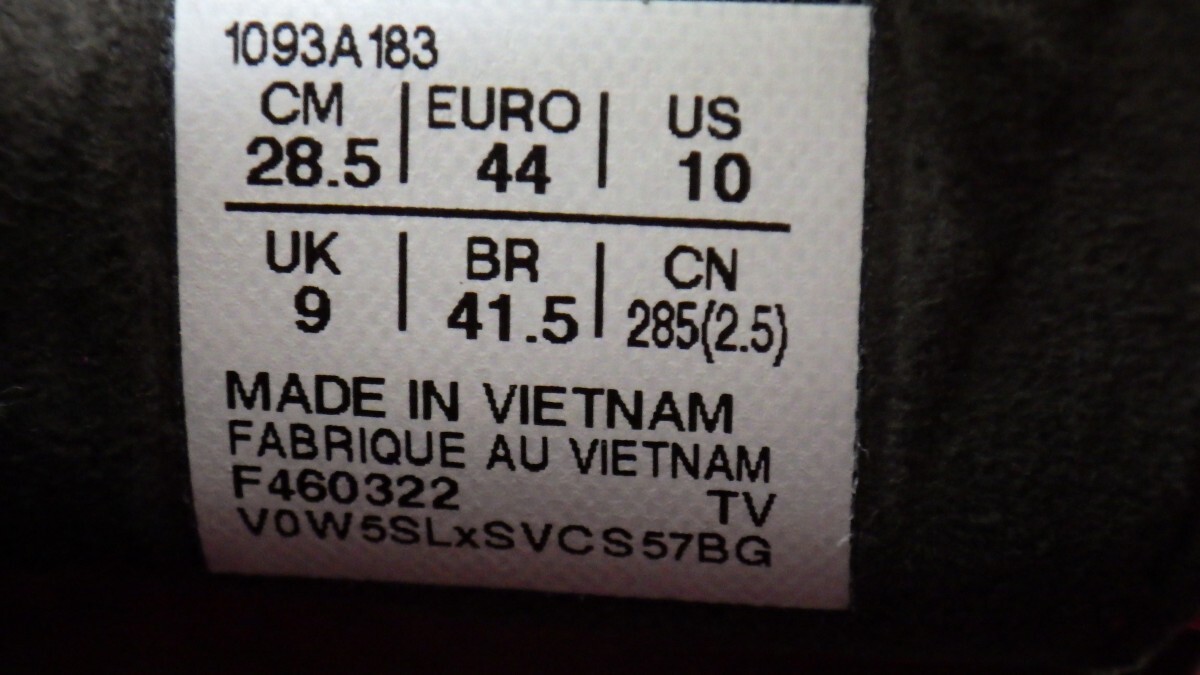 1093A183
CM | EURO | US
28.5 | 44 | 10
UK | BR | CN
9 | 41.5 | 285(2.5)
MADE IN VIETNAM
FABRIQUE AU VIETNAM
F460322 TV
V0W5SLxSVCS57BG